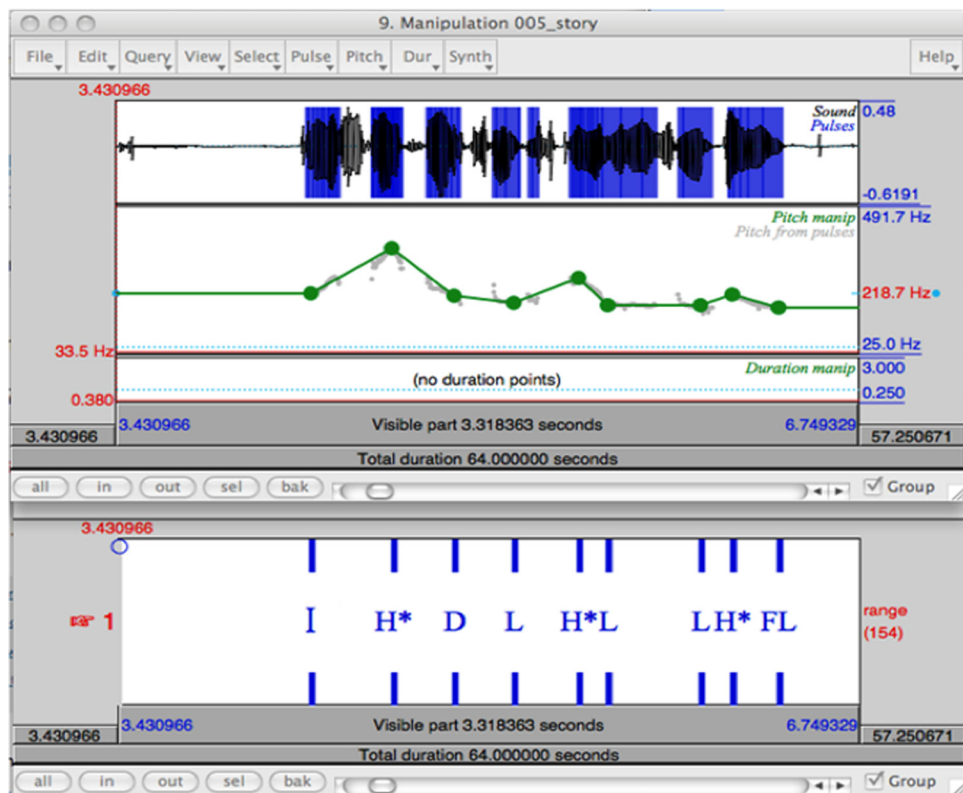 9. Manipulation 005_story
File Edit Query View Select Pulse Pitch Dur Synth Help
3.430966
Sound 0.48
Pulses
-0.6191
Pitch manip 491.7 Hz
Pitch from pulses
218.7 Hz
25.0 Hz
33.5 Hz
Duration manip 3.000
(no duration points)
0.250
0.380
3.430966 3.430966 Visible part 3.318363 seconds 6.749329 57.250671
Total duration 64.000000 seconds
all in out sel bak Group
3.430966
1 I H* D L H* L L H* FL range
(154)
3.430966 3.430966 Visible part 3.318363 seconds 6.749329 57.250671
Total duration 64.000000 seconds
all in out sel bak Group